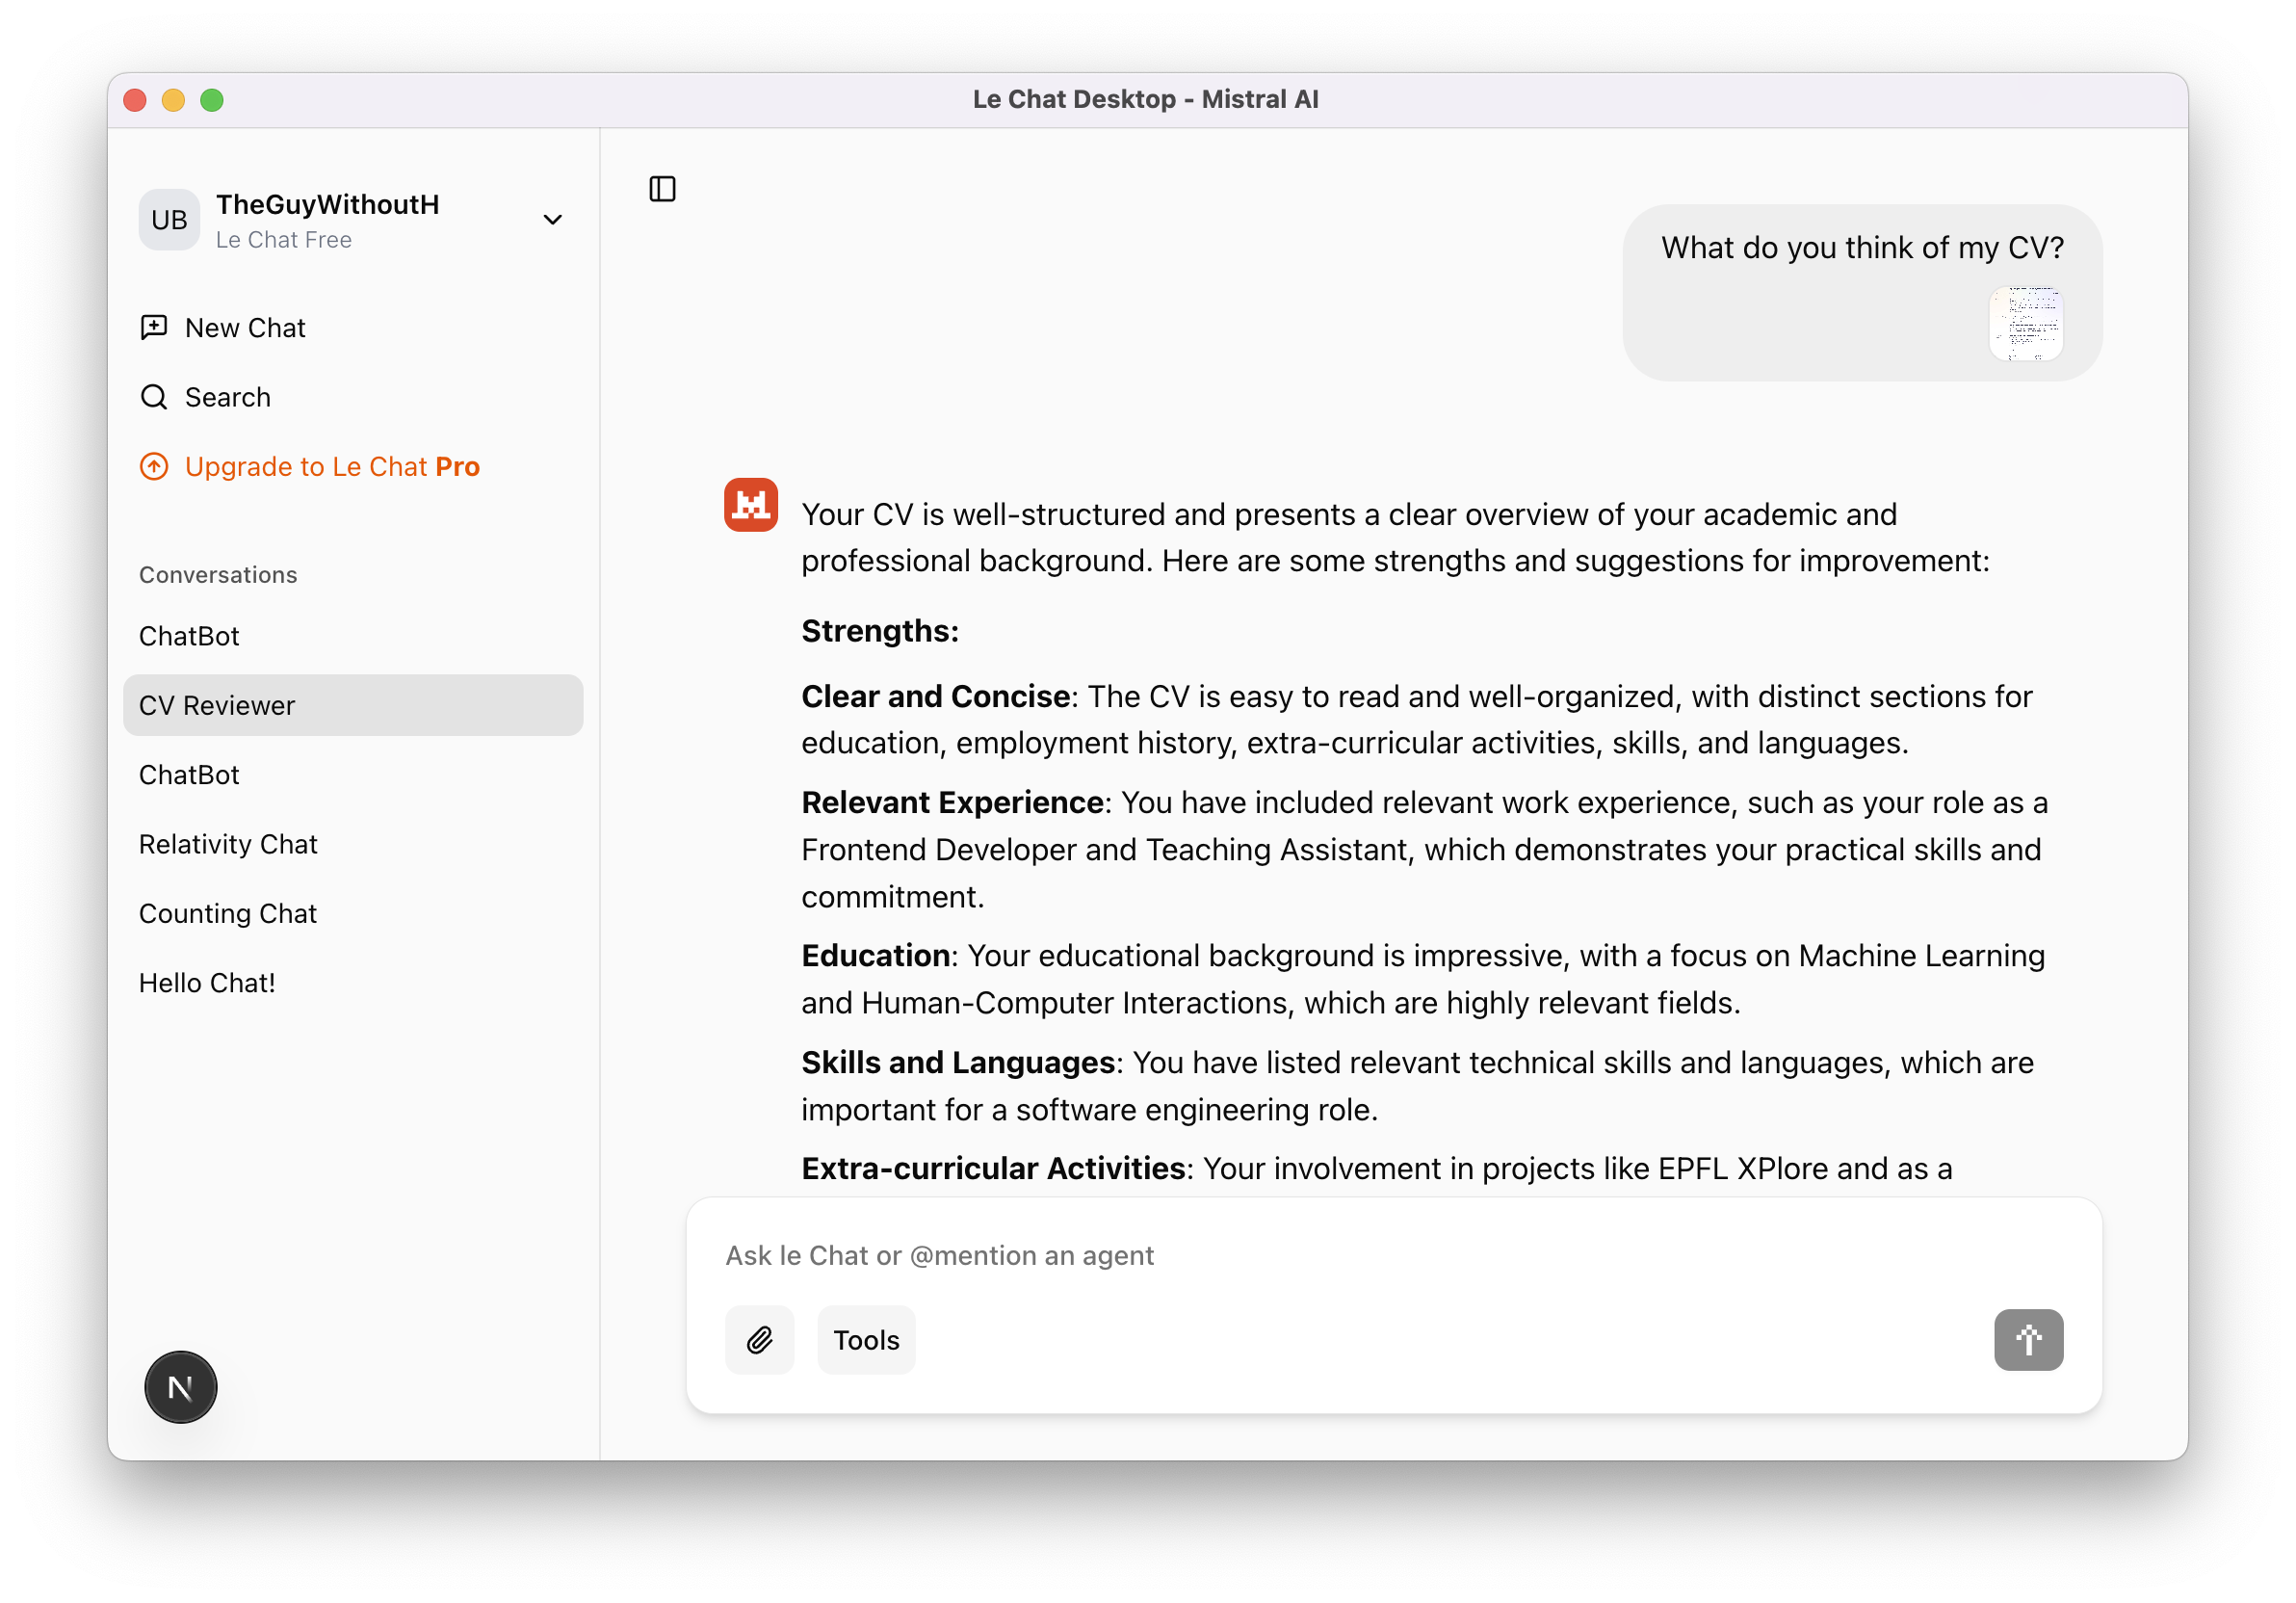 Le Chat Desktop - Mistral AI
UB
TheGuyWithoutH
Le Chat Free
New Chat
Search
Upgrade to Le Chat Pro
Conversations
ChatBot
CV Reviewer
ChatBot
Relativity Chat
Counting Chat
Hello Chat!
N
What do you think of my CV?
Your CV is well-structured and presents a clear overview of your academic and
professional background. Here are some strengths and suggestions for improvement:
Strengths:
Clear and Concise: The CV is easy to read and well-organized, with distinct sections for
education, employment history, extra-curricular activities, skills, and languages.
Relevant Experience: You have included relevant work experience, such as your role as a
Frontend Developer and Teaching Assistant, which demonstrates your practical skills and
commitment.
Education: Your educational background is impressive, with a focus on Machine Learning
and Human-Computer Interactions, which are highly relevant fields.
Skills and Languages: You have listed relevant technical skills and languages, which are
important for a software engineering role.
Extra-curricular Activities: Your involvement in projects like EPFL XPlore and as a
Ask le Chat or @mention an agent
Tools